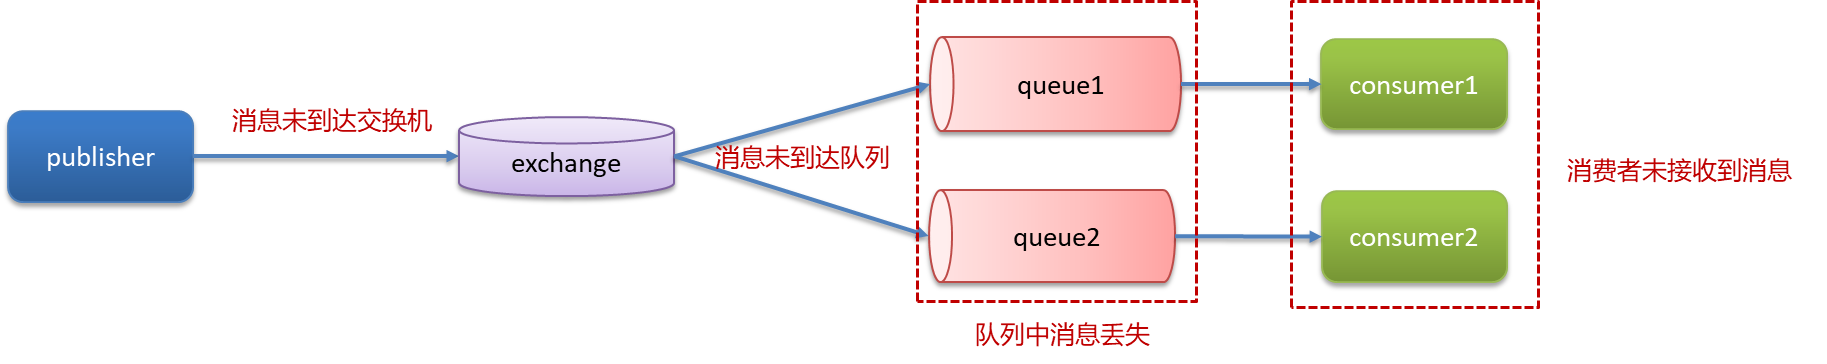 publisher
消息未到达交换机
exchange
消息未到达队列
queue1
queue2
队列中消息丢失
consumer1
consumer2
消费者未接收到消息